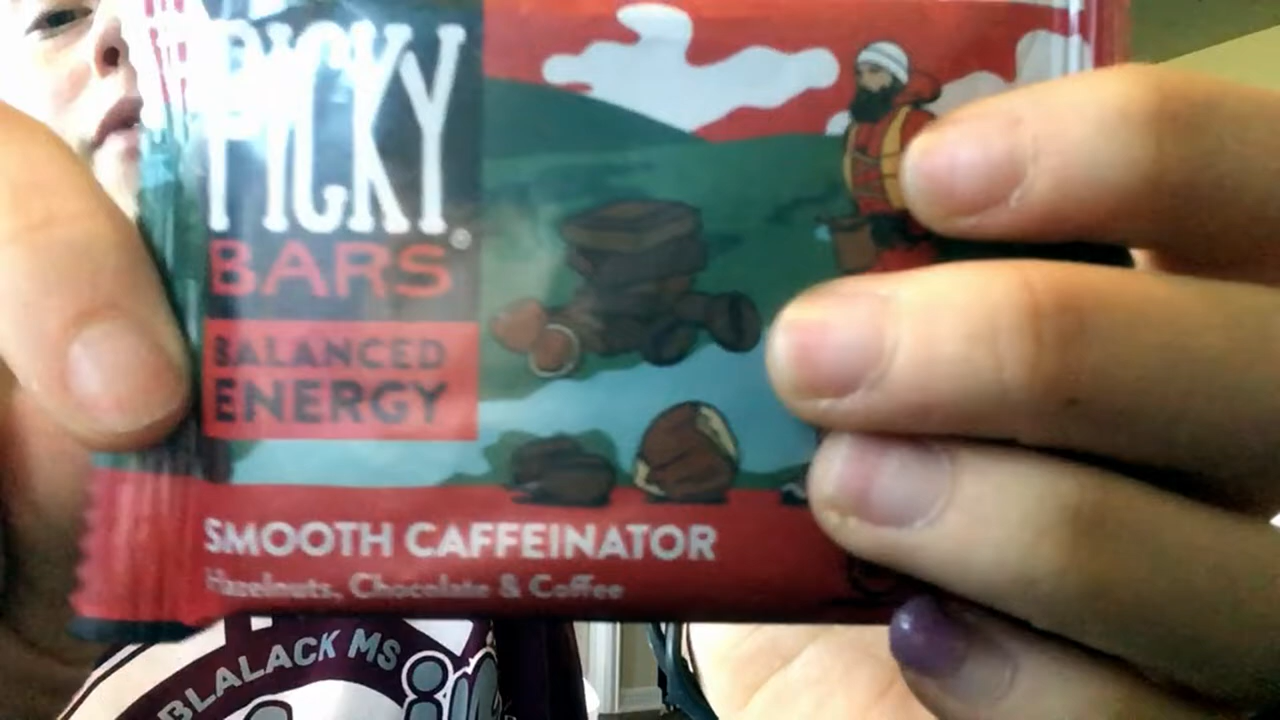 PICKY
BARS
BALANCED
ENERGY
SMOOTH CAFFEINATOR
Hazelnuts, Chocolate & Coffee
BLALACK MS